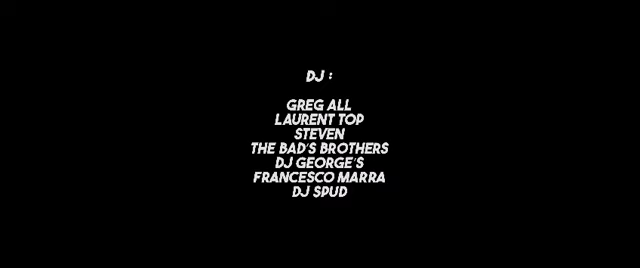 DJ :
GREG ALL
LAURENT TOP
STEVEN
THE BAD'S BROTHERS
DJ GEORGE'S
FRANCESCO MARRA
DJ SPUD